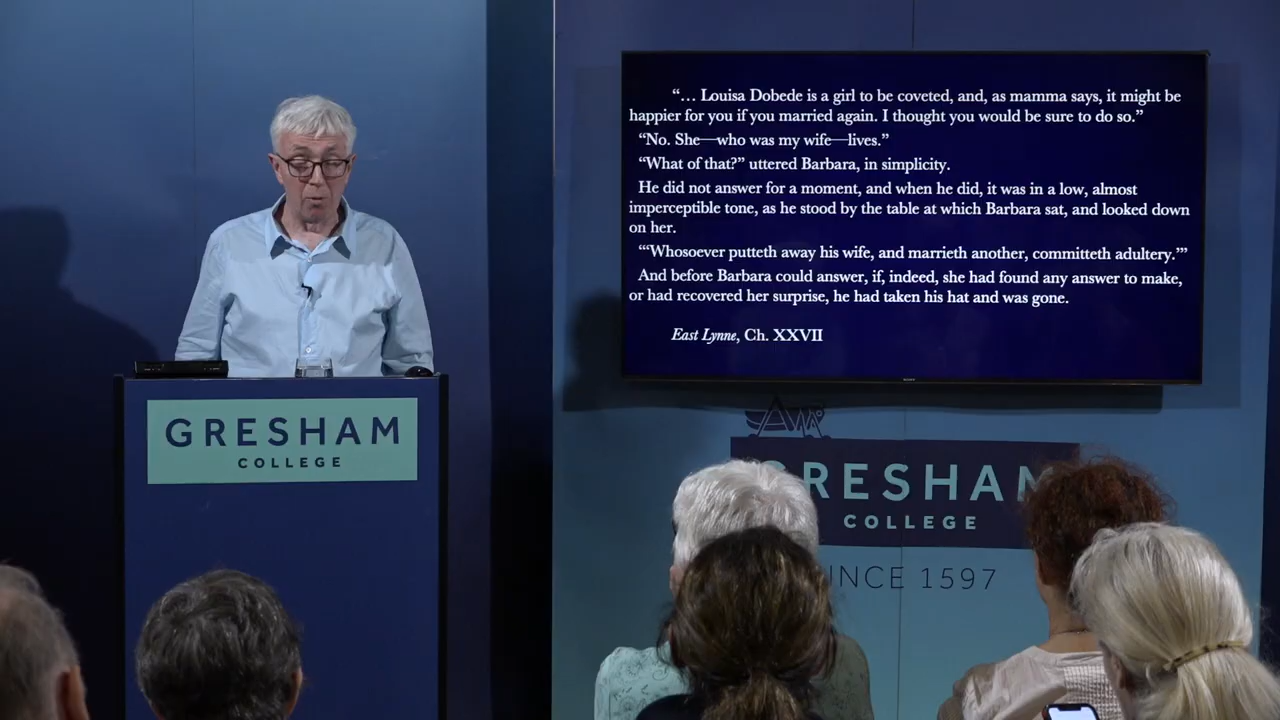 “… Louisa Dobede is a girl to be coveted, and, as mamma says, it might be
happier for you if you married again. I thought you would be sure to do so.”
“No. She—who was my wife—lives.”
“What of that?” uttered Barbara, in simplicity.
He did not answer for a moment, and when he did, it was in a low, almost
imperceptible tone, as he stood by the table at which Barbara sat, and looked down
on her.
“‘Whosoever putteth away his wife, and marrieth another, committeth adultery.’”
And before Barbara could answer, if, indeed, she had found any answer to make,
or had recovered her surprise, he had taken his hat and was gone.
East Lynne, Ch. XXVII
GRESHAM
COLLEGE
GRESHAM
COLLEGE
INCE 1597